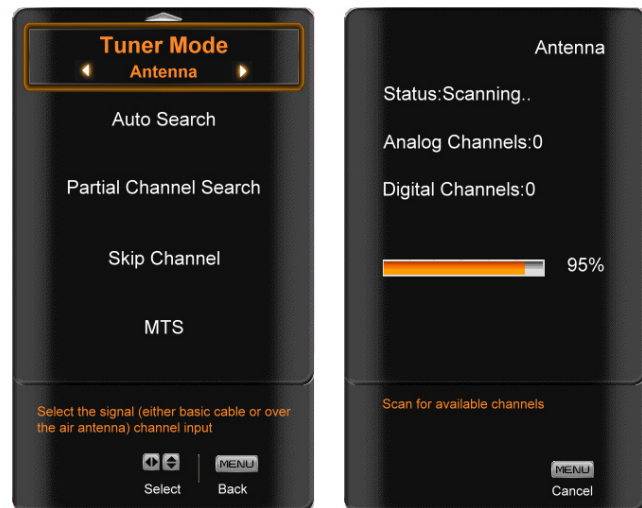 Tuner Mode
Antenna
Auto Search
Partial Channel Search
Skip Channel
MTS
Select the signal (either basic cable or over
the air antenna) channel input
MENU
Select Back
Antenna
Status:Scanning..
Analog Channels:0
Digital Channels:0
95%
Scan for available channels
MENU
Cancel